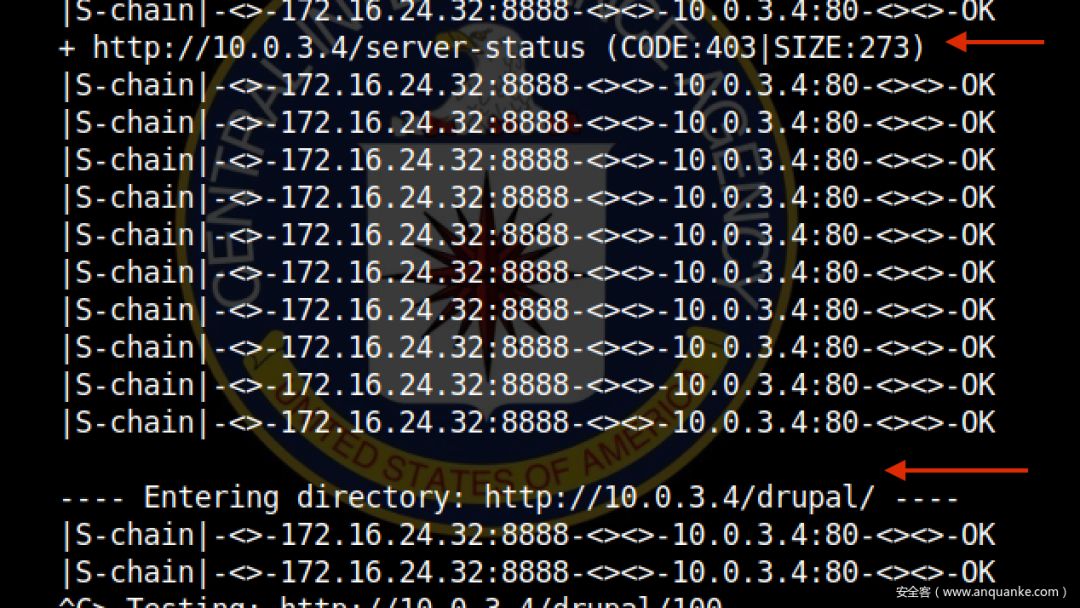 |S-chain|-<>-172.16.24.32:8888-<><>-10.0.3.4:80-<><>-OK
+ http://10.0.3.4/server-status (CODE:403|SIZE:273)
|S-chain|-<>-172.16.24.32:8888-<><>-10.0.3.4:80-<><>-OK
|S-chain|-<>-172.16.24.32:8888-<><>-10.0.3.4:80-<><>-OK
|S-chain|-<>-172.16.24.32:8888-<><>-10.0.3.4:80-<><>-OK
|S-chain|-<>-172.16.24.32:8888-<><>-10.0.3.4:80-<><>-OK
|S-chain|-<>-172.16.24.32:8888-<><>-10.0.3.4:80-<><>-OK
|S-chain|-<>-172.16.24.32:8888-<><>-10.0.3.4:80-<><>-OK
|S-chain|-<>-172.16.24.32:8888-<><>-10.0.3.4:80-<><>-OK
|S-chain|-<>-172.16.24.32:8888-<><>-10.0.3.4:80-<><>-OK
|S-chain|-<>-172.16.24.32:8888-<><>-10.0.3.4:80-<><>-OK
|S-chain|-<>-172.16.24.32:8888-<><>-10.0.3.4:80-<><>-OK
---- Entering directory: http://10.0.3.4/drupal/ ----
|S-chain|-<>-172.16.24.32:8888-<><>-10.0.3.4:80-<><>-OK
|S-chain|-<>-172.16.24.32:8888-<><>-10.0.3.4:80-<><>-OK
^C> Testing: http://10.0.3.4/drupal/100
CENTRAL INTELLIGENCE AGENCY
UNITED STATES OF AMERICA
安全客（www.anquanke.com）